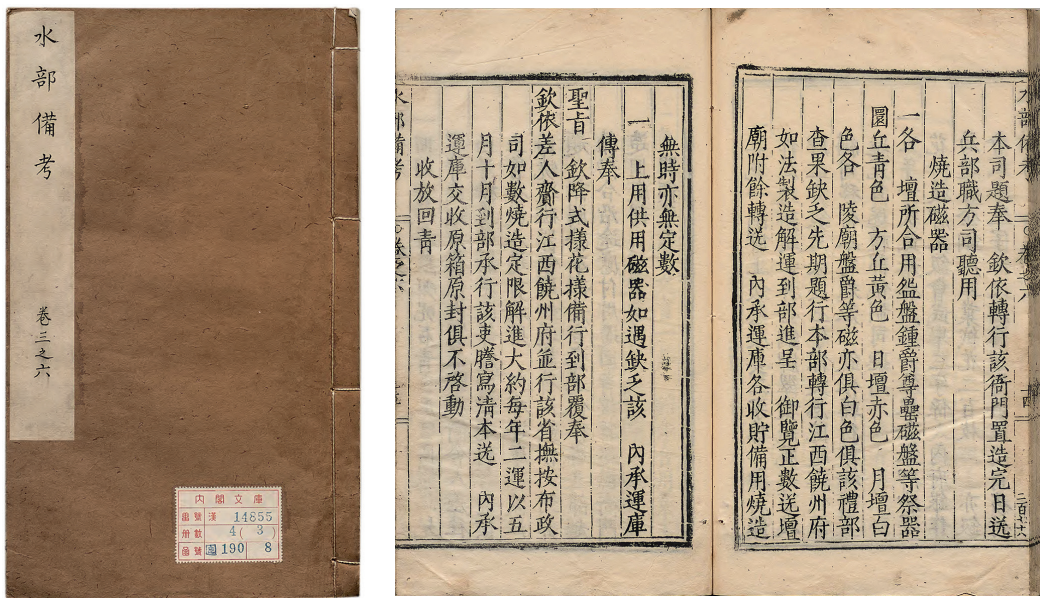 水部備考
卷三之六
内閣文庫
番號 漢 14855
冊數 4(3)
函號 190 8
本司題奉　欽依轉行該衙門置造完日送
兵部職方司聽用
燒造磁器
一各　壇所合用盤鍾爵尊罍磁盤等祭器
圜丘青色　方丘黃色　日壇赤色　月壇白
色各　陵廟盤爵等磁亦俱白色俱該禮部
查果缺乏先期題行本部轉行江西饒州府
如法製造解運到部進呈　御覽正數送壇
廟附餘轉送　內承運庫各收貯備用燒造
無時亦無定數
一　上用供用磁器如遇缺乏該　內承運庫
傳奉
聖旨　欽降式樣花樣備行到部覆奉
欽依差人齎行江西饒州府並行該省撫按布政
司如數燒造定限解進大約每年二運以五
月十月到部承行該吏謄寫清本送　內承
運庫交收原箱原封俱不啓動
收放回青